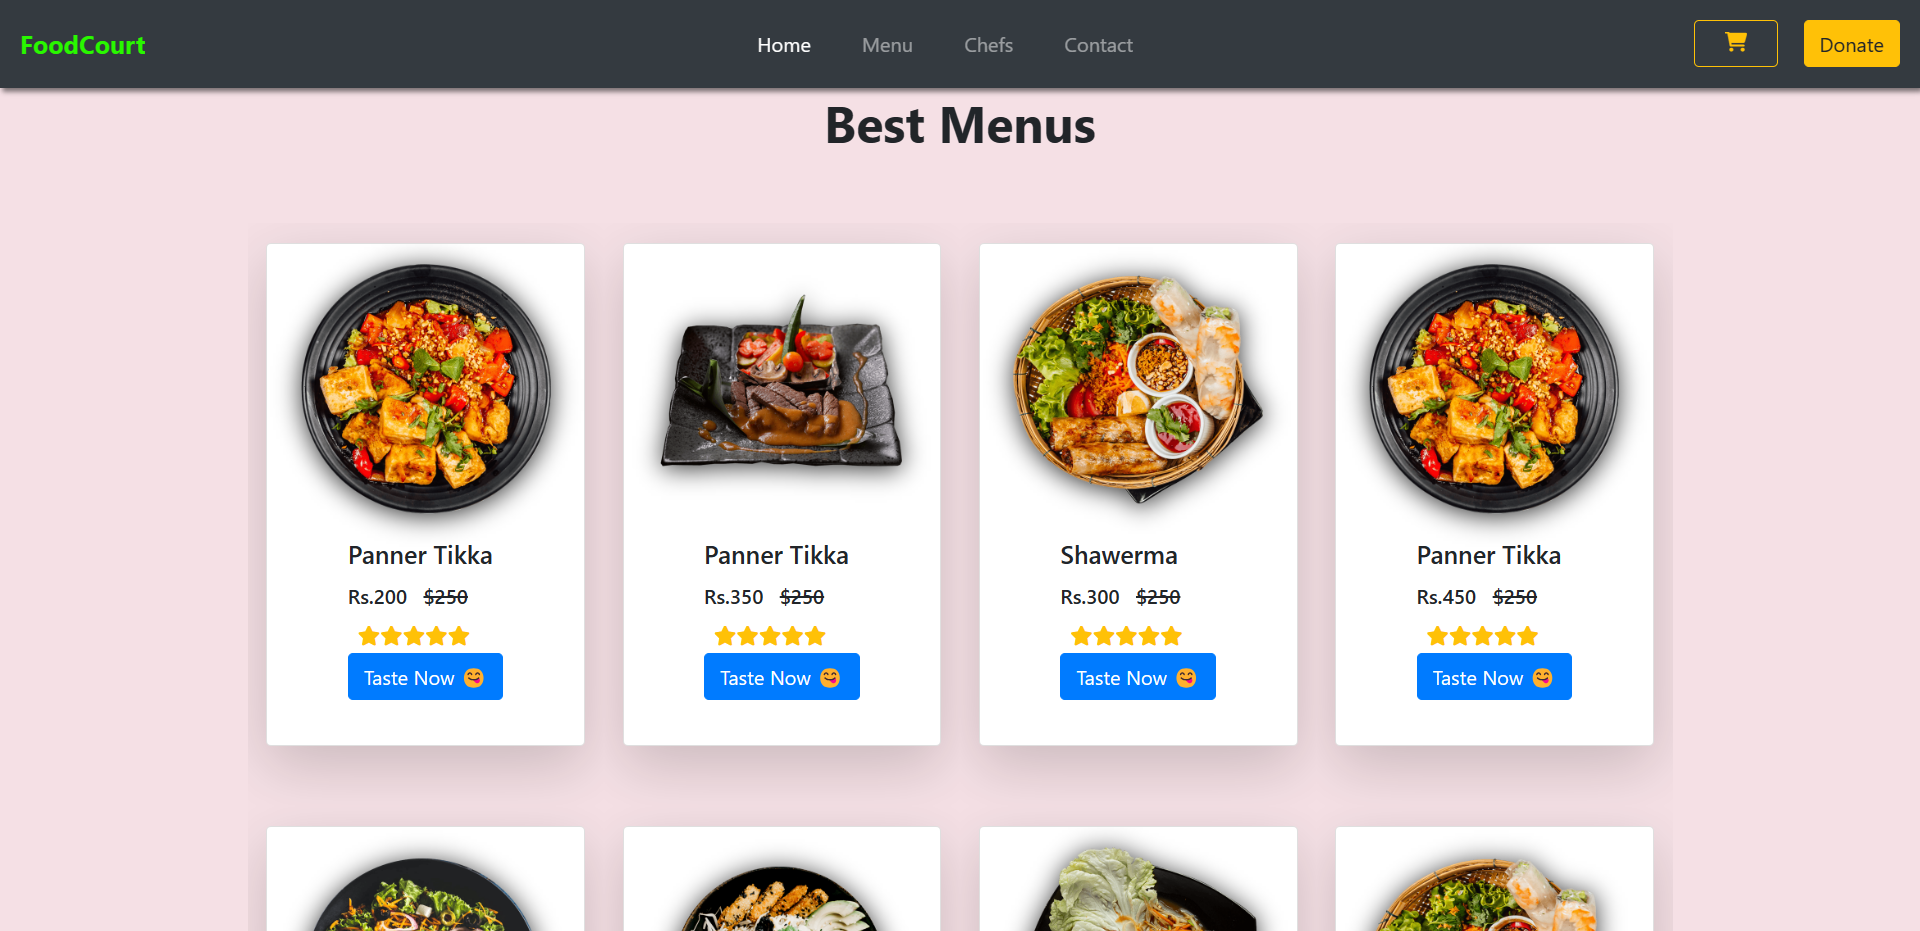 FoodCourt Home Menu Chefs Contact Donate
Best Menus
Panner Tikka
Rs.200 $250
Taste Now 😋
Panner Tikka
Rs.350 $250
Taste Now 😋
Shawerma
Rs.300 $250
Taste Now 😋
Panner Tikka
Rs.450 $250
Taste Now 😋